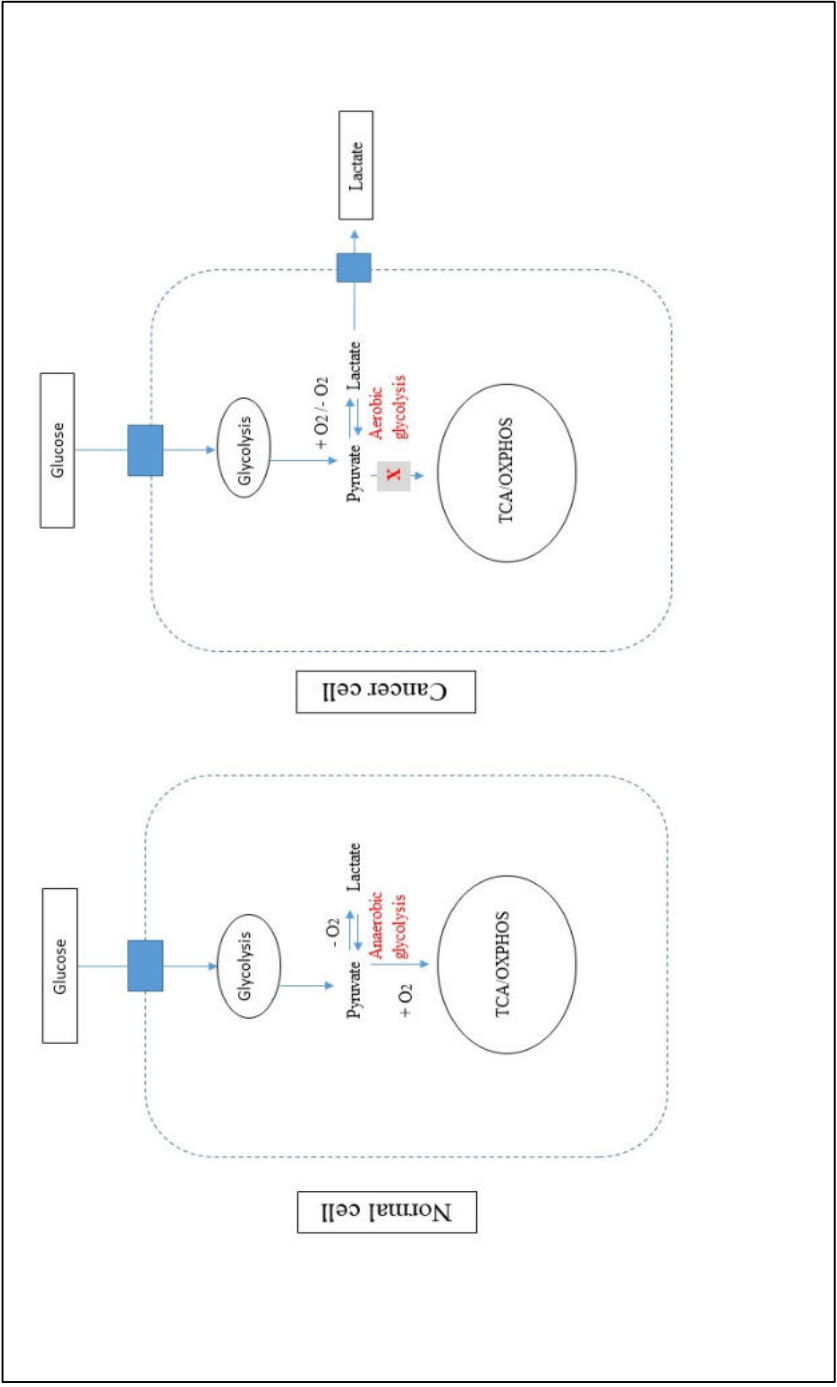 Glucose
Glycolysis
+ O2 / - O2
Pyruvate
Lactate
Lactate
Aerobic
glycolysis
X
TCA/OXPHOS
Cancer cell
Glucose
Glycolysis
- O2
Pyruvate
Lactate
Anaerobic
glycolysis
+ O2
TCA/OXPHOS
Normal cell